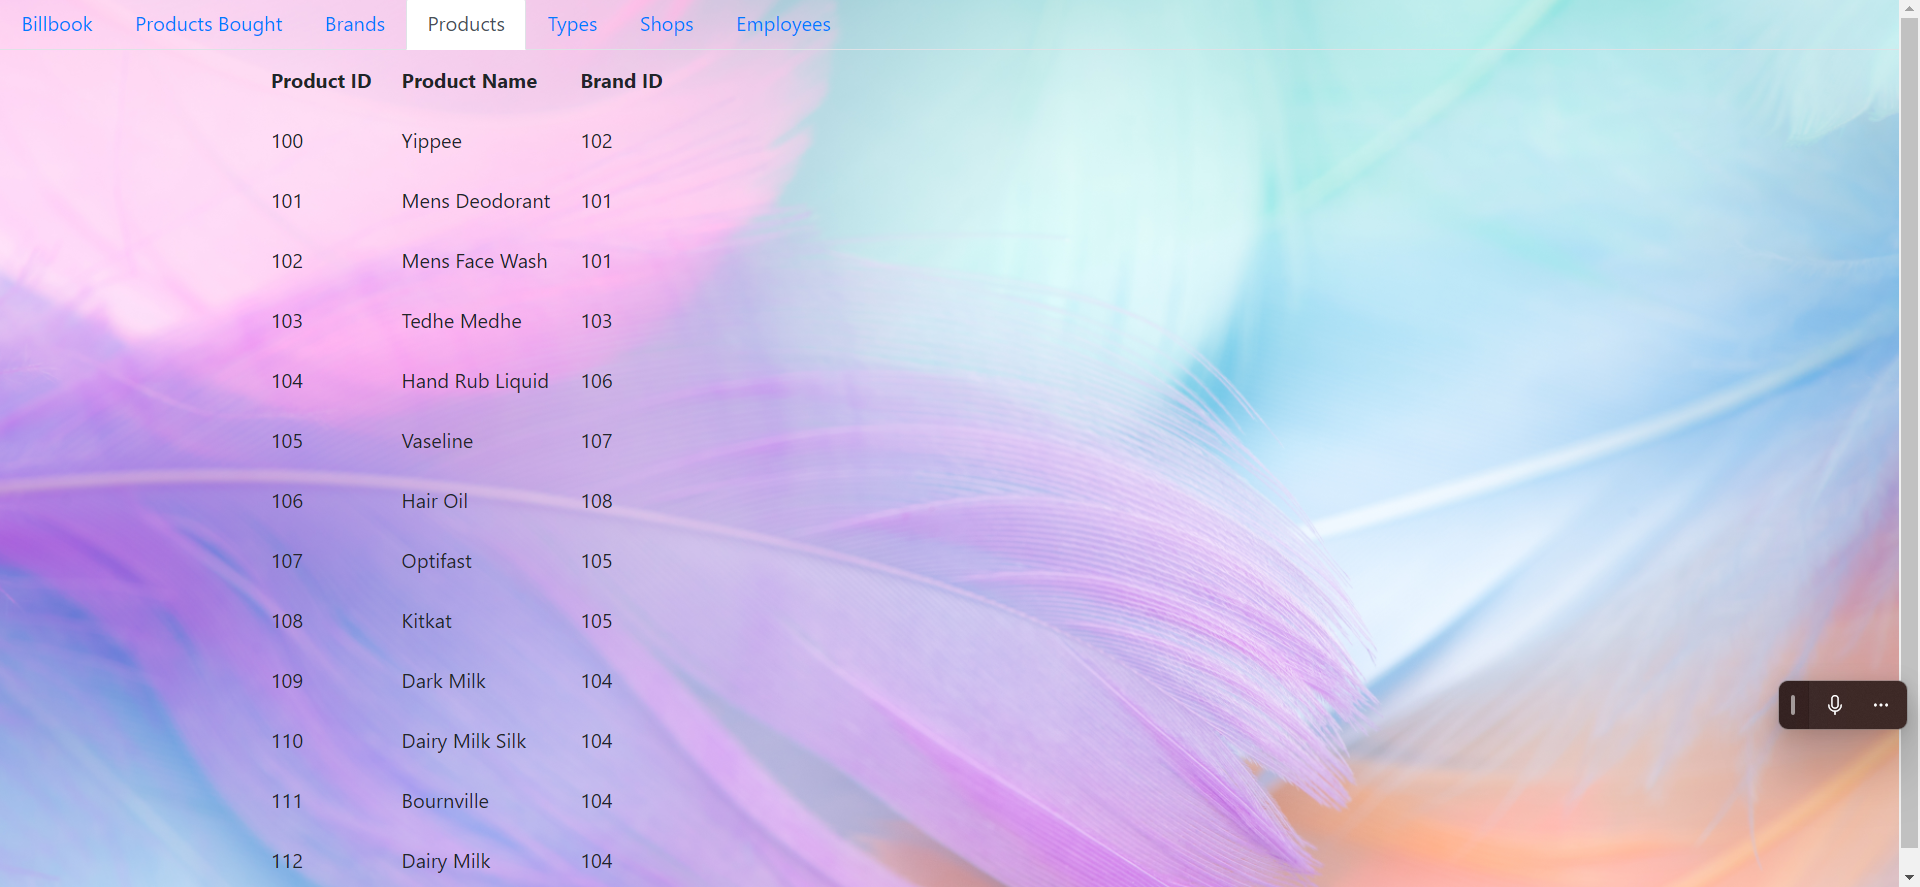 Billbook Products Bought Brands Products Types Shops Employees
Product ID Product Name Brand ID
100 Yippee 102
101 Mens Deodorant 101
102 Mens Face Wash 101
103 Tedhe Medhe 103
104 Hand Rub Liquid 106
105 Vaseline 107
106 Hair Oil 108
107 Optifast 105
108 Kitkat 105
109 Dark Milk 104
110 Dairy Milk Silk 104
111 Bournville 104
112 Dairy Milk 104